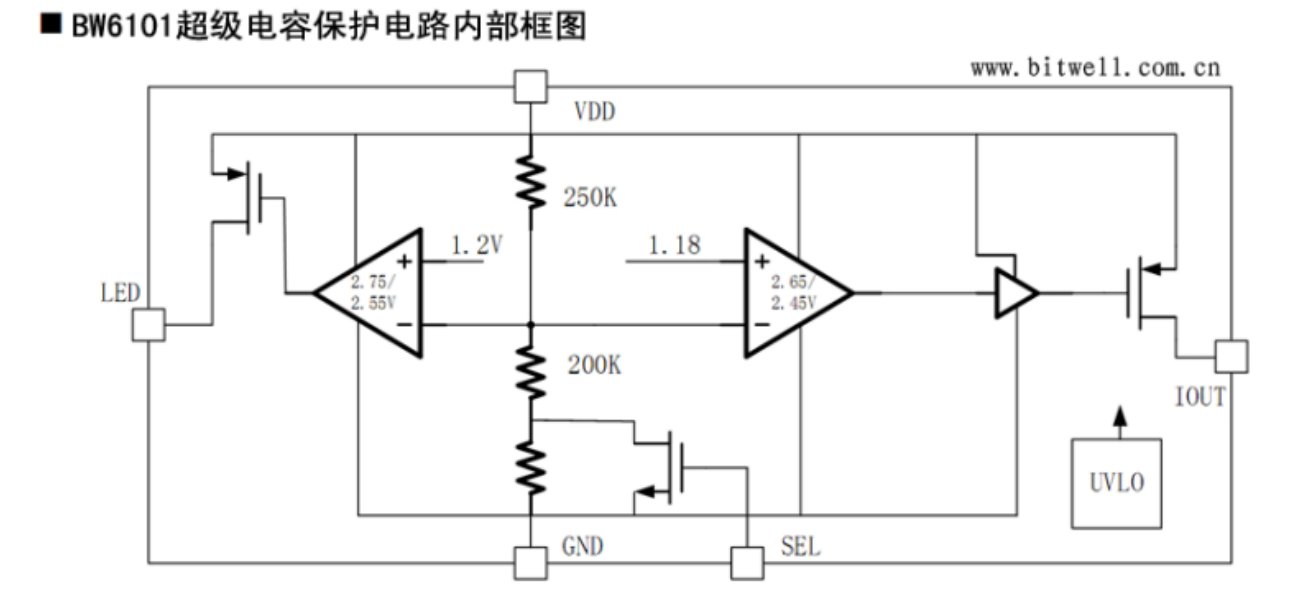 ■ BW6101超级电容保护电路内部框图
www.bitwell.com.cn
VDD
250K
1.2V
1.18
+
+
2.75/
2.55V
2.65/
2.45V
LED
−
−
200K
IOUT
UVLO
GND
SEL